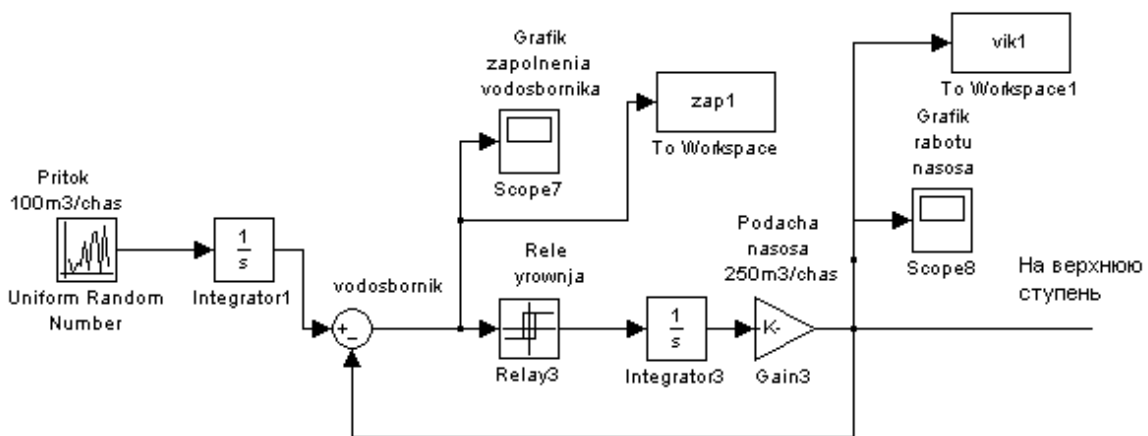 Grafik
zapolnenia
vodosbornika
Scope7
zap1
To Workspace
vik1
To Workspace1
Grafik
rabotu
nasosa
Scope8
Pritok
100m3/chas
Uniform Random
Number
1
s
Integrator1
vodosbornik
+
−
Rele
yrownja
Relay3
1
s
Integrator3
Podacha
nasosa
250m3/chas
K-
Gain3
На верхнюю
ступень